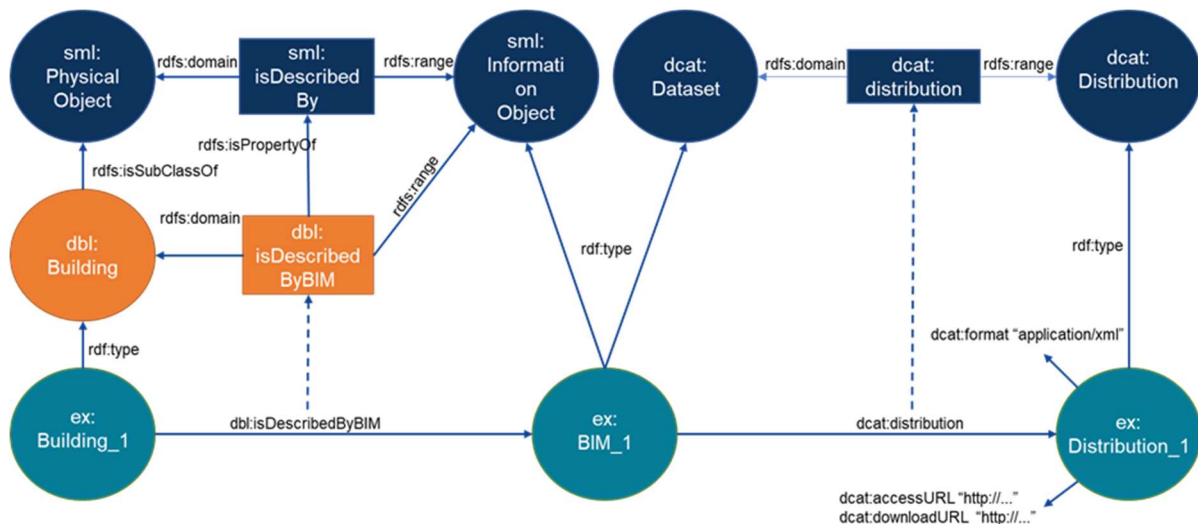 sml:
Physical
Object
rdfs:domain
sml:
isDescribed
By
rdfs:range
sml:
Informati
on
Object
dcat:
Dataset
rdfs:domain
dcat:
distribution
rdfs:range
dcat:
Distribution
rdfs:isSubClassOf
rdfs:isPropertyOf
rdfs:range
dbl:
Building
rdfs:domain
dbl:
isDescribed
ByBIM
rdf:type
rdf:type
rdf:type
dcat:format “application/xml”
ex:
Building_1
dbl:isDescribedByBIM
ex:
BIM_1
dcat:distribution
ex:
Distribution_1
dcat:accessURL “http://...”
dcat:downloadURL “http://...”